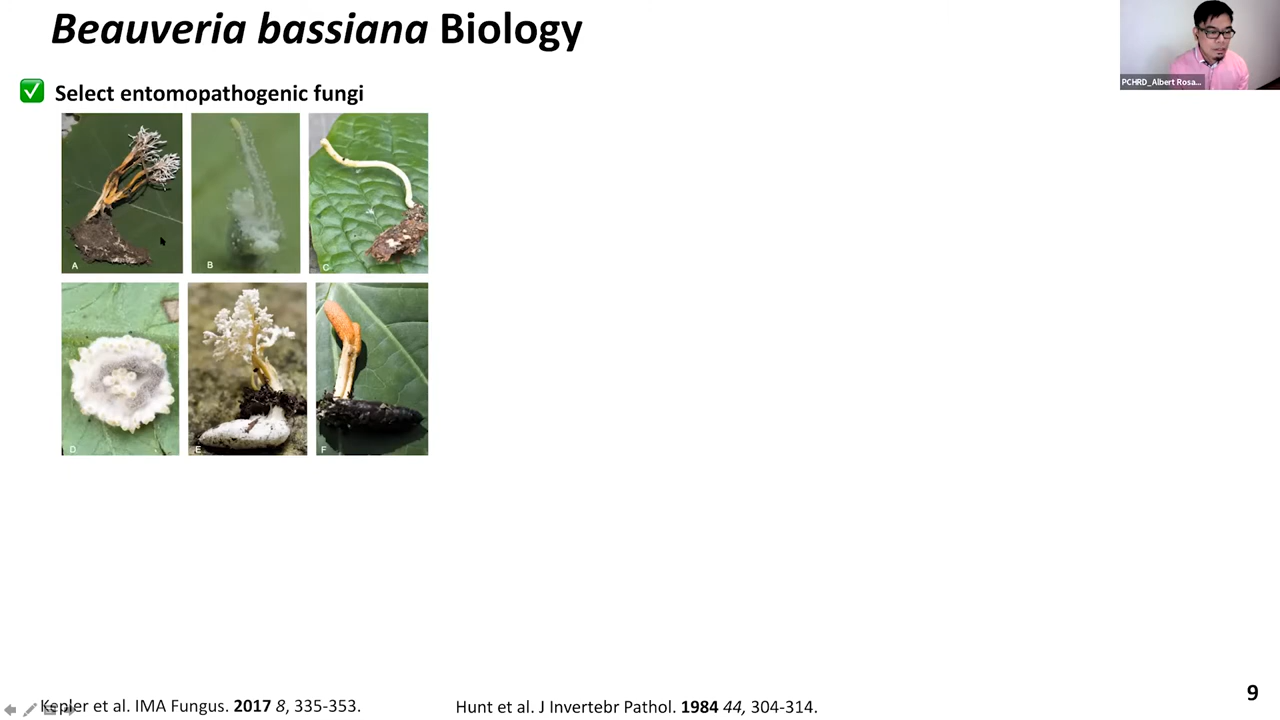 Beauveria bassiana Biology
PCHRD_Albert Rosa...
Select entomopathogenic fungi
A
B
C
D
E
F
Kepler et al. IMA Fungus. 2017 8, 335-353.
Hunt et al. J Invertebr Pathol. 1984 44, 304-314.
9